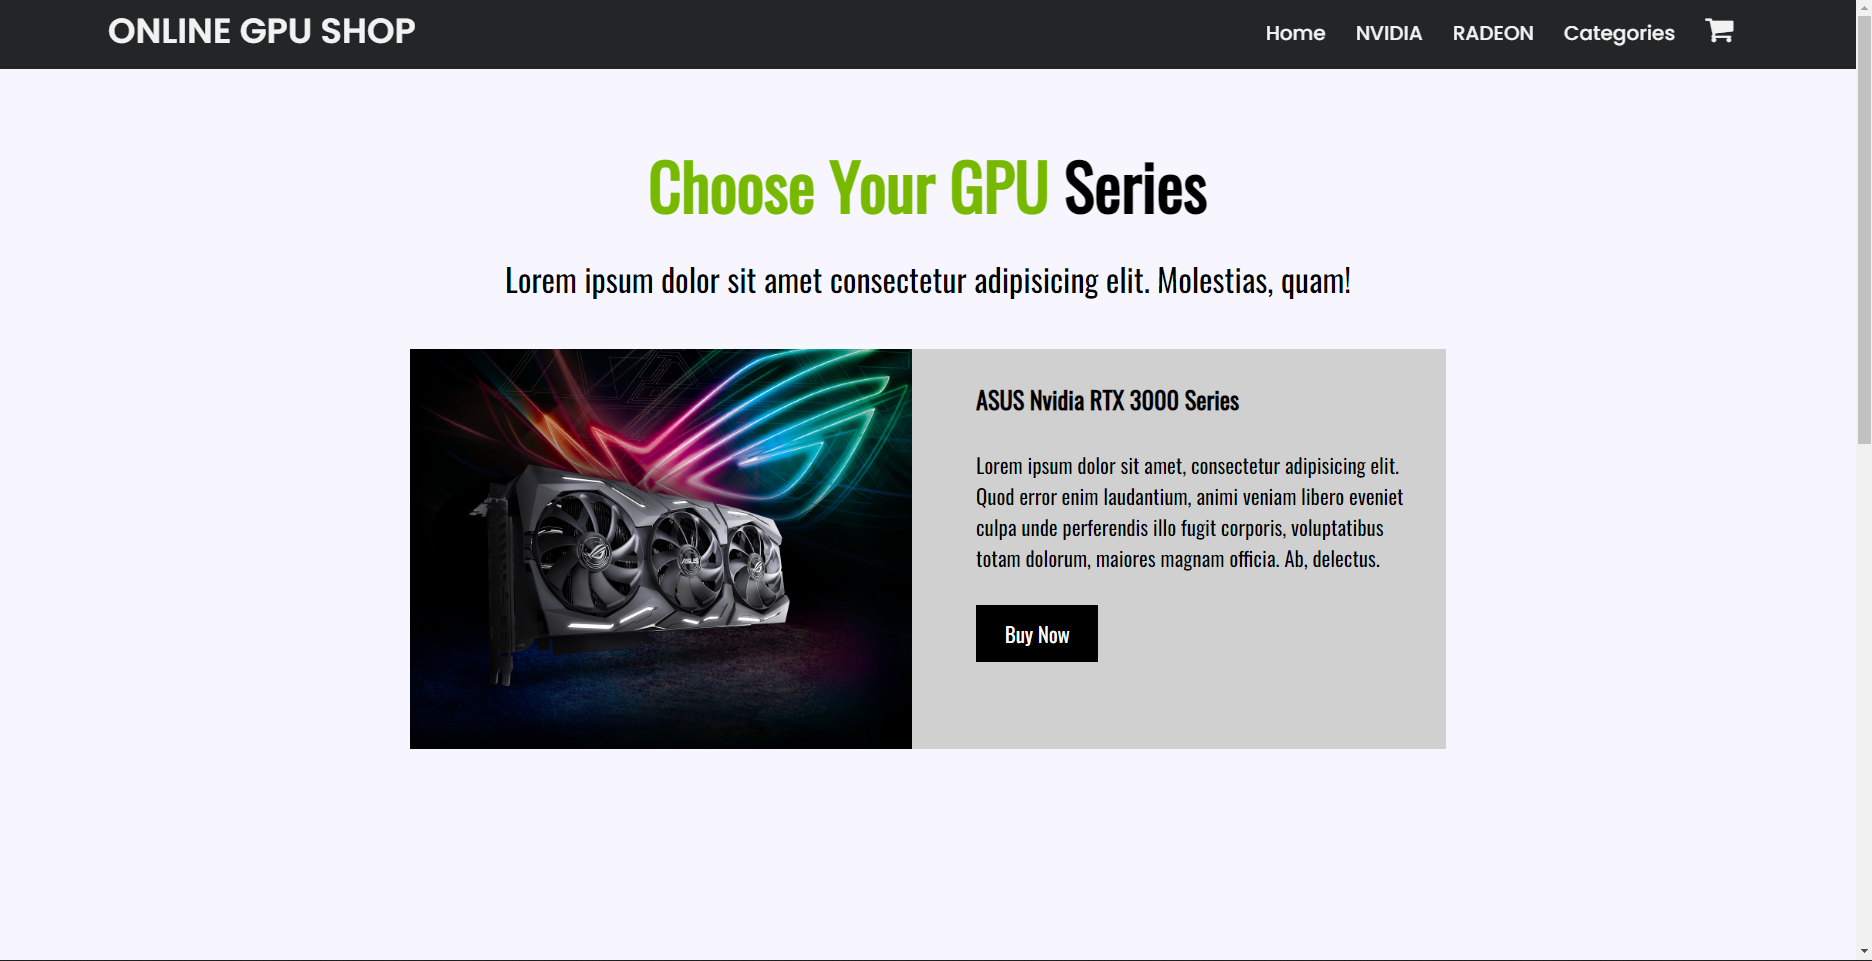 ONLINE GPU SHOP
Home NVIDIA RADEON Categories
Choose Your GPU Series
Lorem ipsum dolor sit amet consectetur adipisicing elit. Molestias, quam!
ASUS Nvidia RTX 3000 Series
Lorem ipsum dolor sit amet, consectetur adipisicing elit.
Quod error enim laudantium, animi veniam libero eveniet
culpa unde perferendis illo fugit corporis, voluptatibus
totam dolorum, maiores magnam officia. Ab, delectus.
Buy Now
ASUS